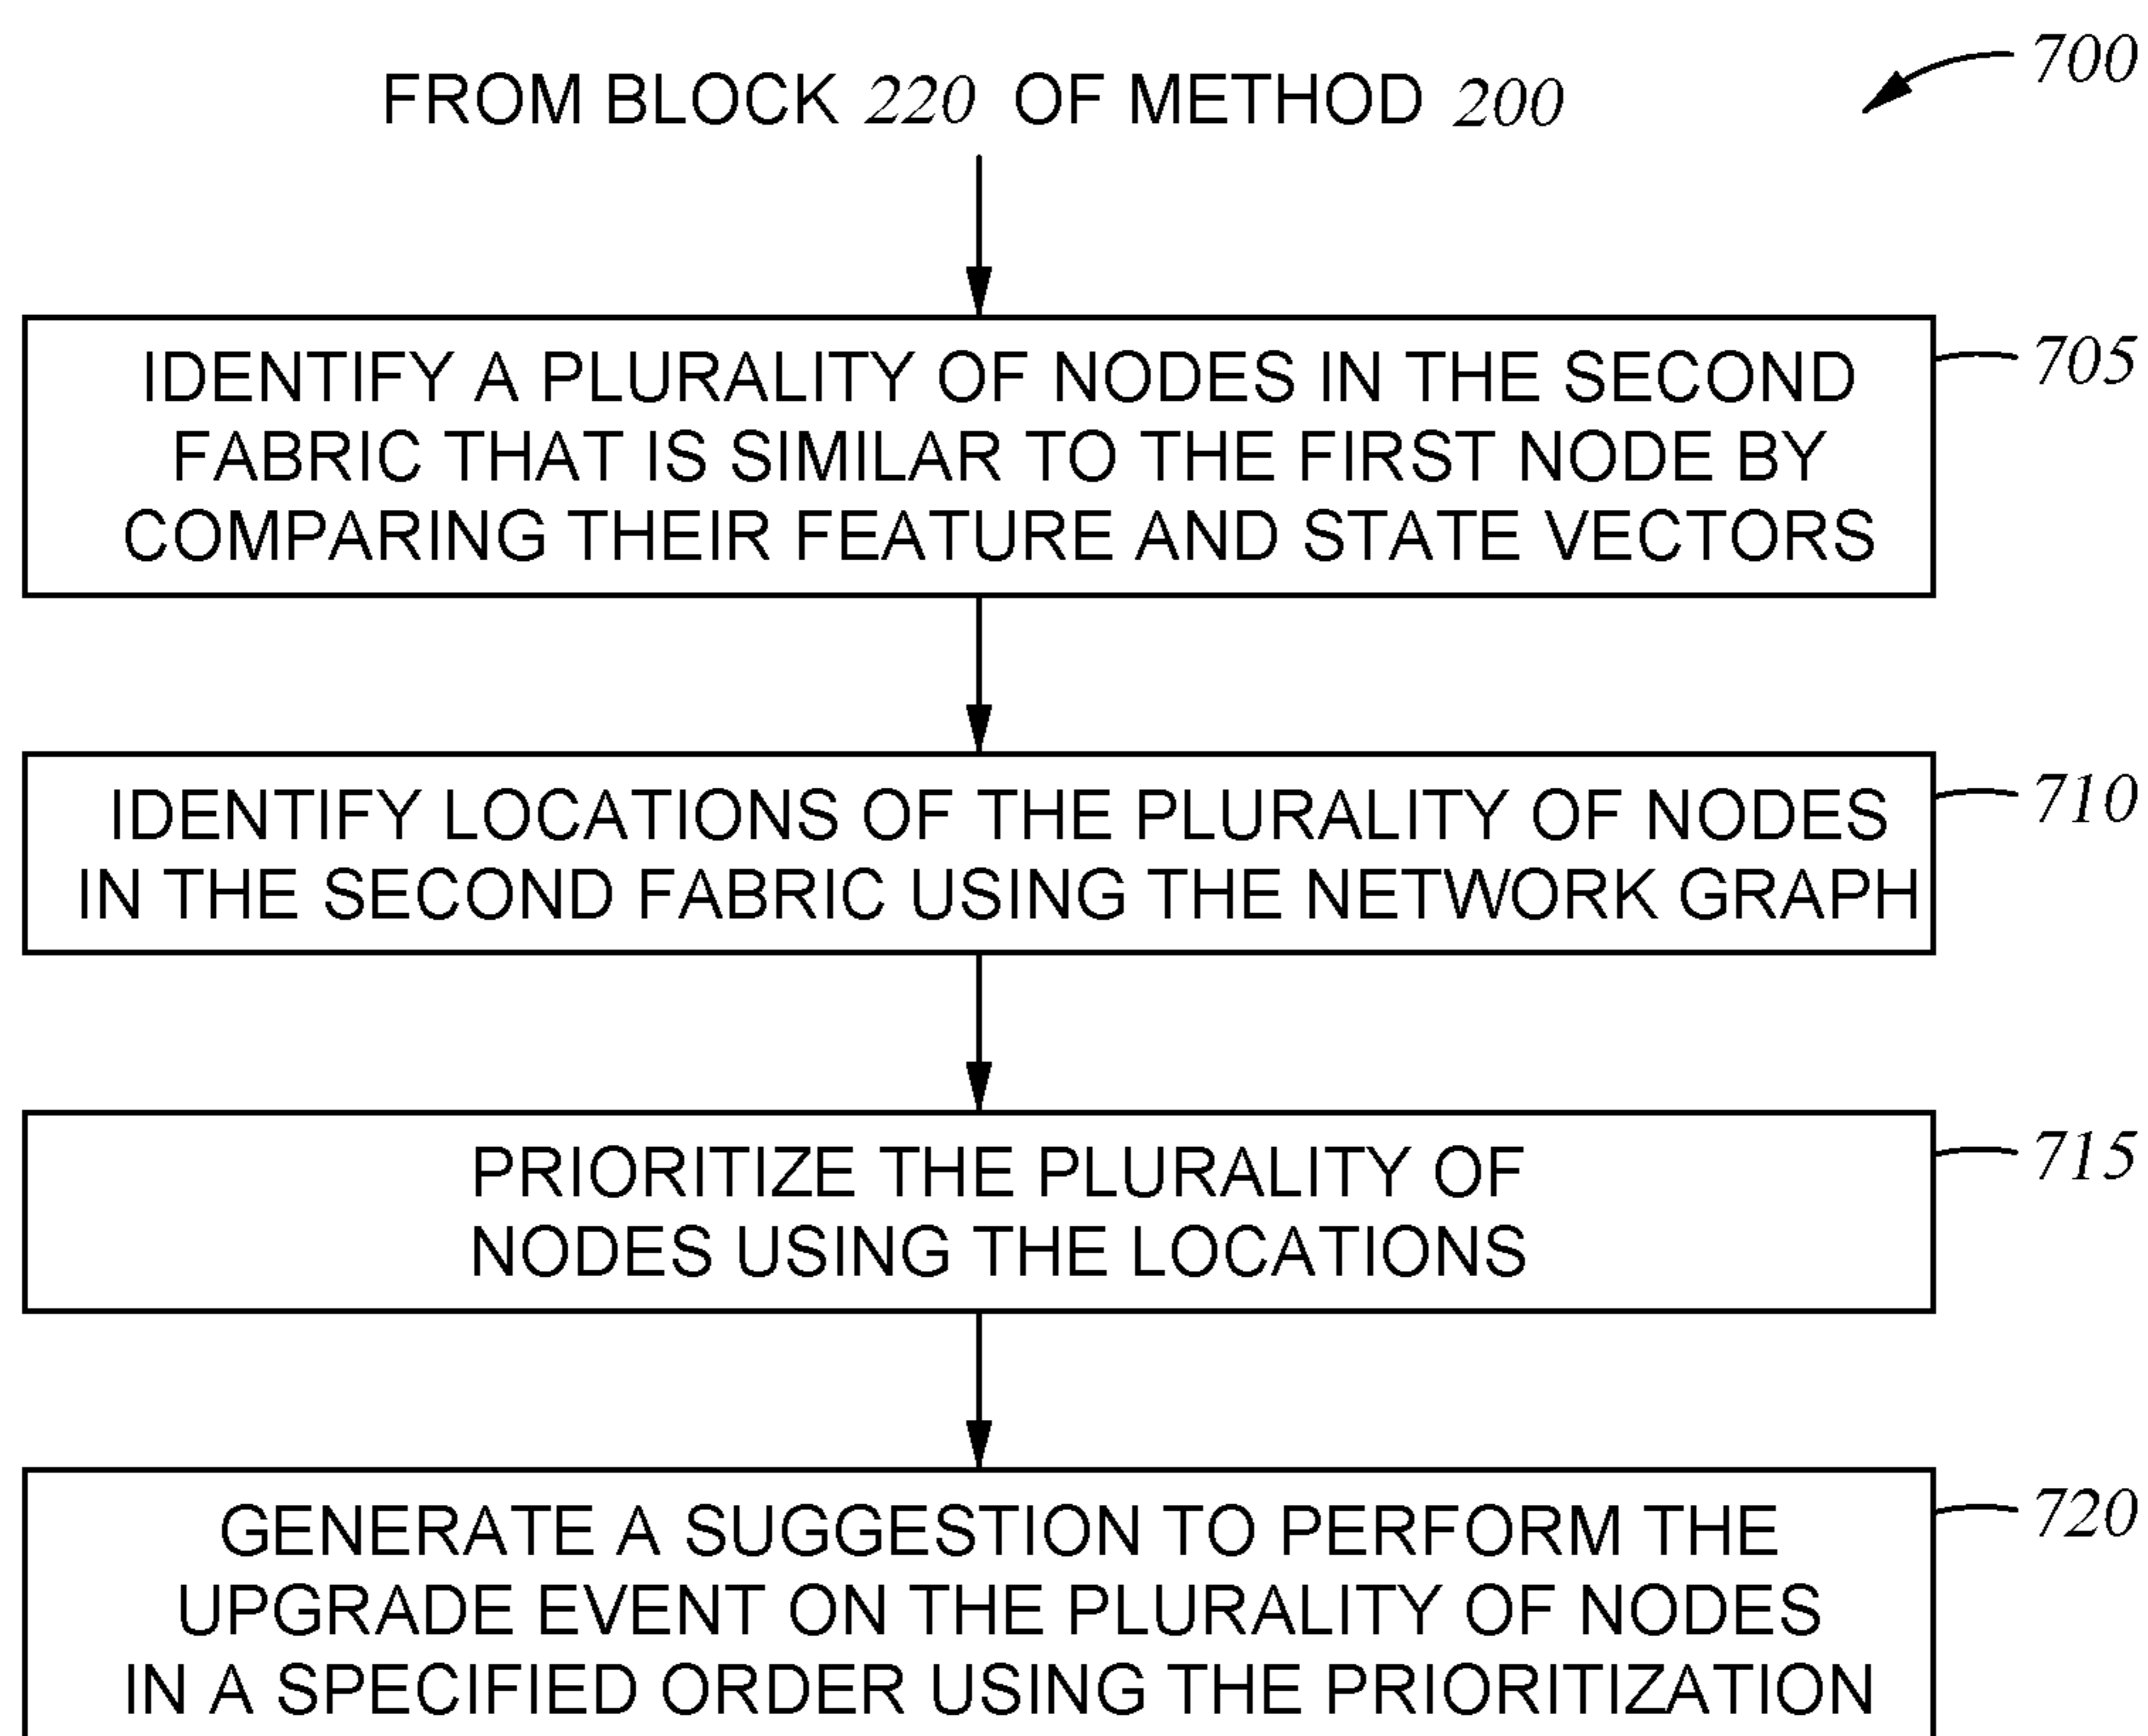 700
FROM BLOCK 220 OF METHOD 200
705
IDENTIFY A PLURALITY OF NODES IN THE SECOND
FABRIC THAT IS SIMILAR TO THE FIRST NODE BY
COMPARING THEIR FEATURE AND STATE VECTORS
710
IDENTIFY LOCATIONS OF THE PLURALITY OF NODES
IN THE SECOND FABRIC USING THE NETWORK GRAPH
715
PRIORITIZE THE PLURALITY OF
NODES USING THE LOCATIONS
720
GENERATE A SUGGESTION TO PERFORM THE
UPGRADE EVENT ON THE PLURALITY OF NODES
IN A SPECIFIED ORDER USING THE PRIORITIZATION